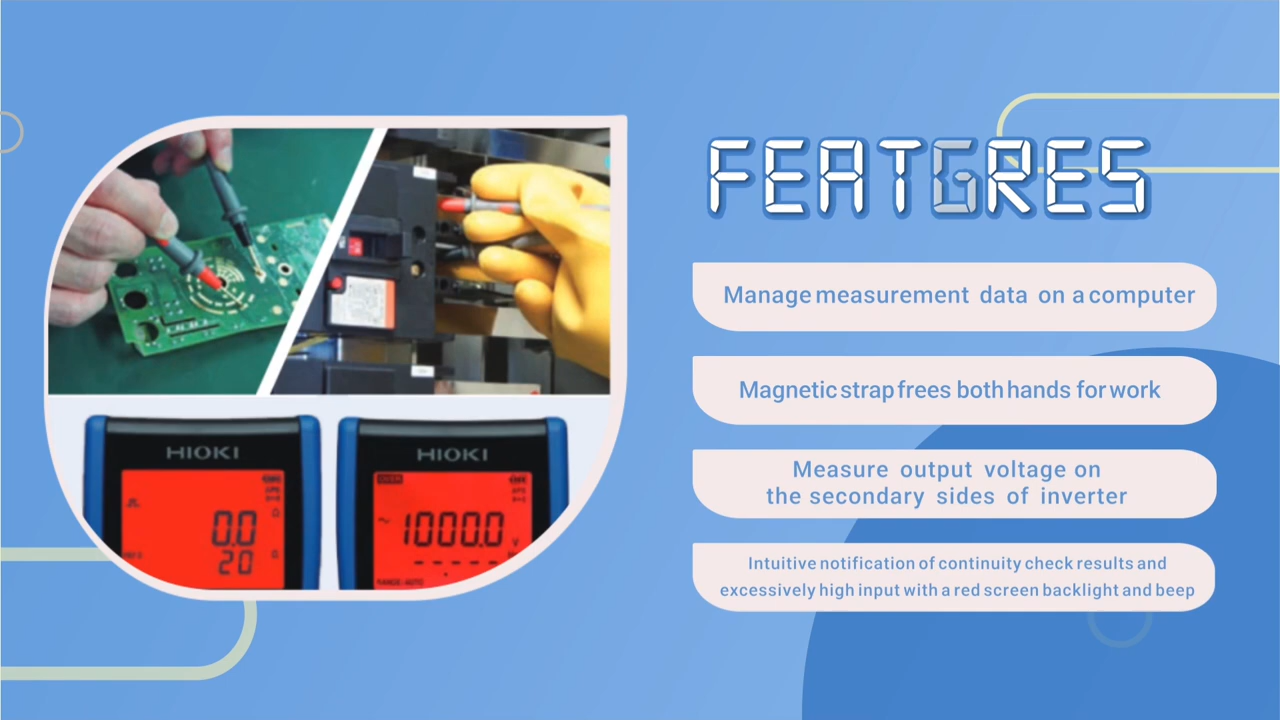 FEATGRES
Manage measurement data on a computer
Magnetic strap frees both hands for work
Measure output voltage on
the secondary sides of inverter
Intuitive notification of continuity check results and
excessively high input with a red screen backlight and beep
HIOKI
0.0
20
HIOKI
OVER
1000.0
V
RANGE: AUTO